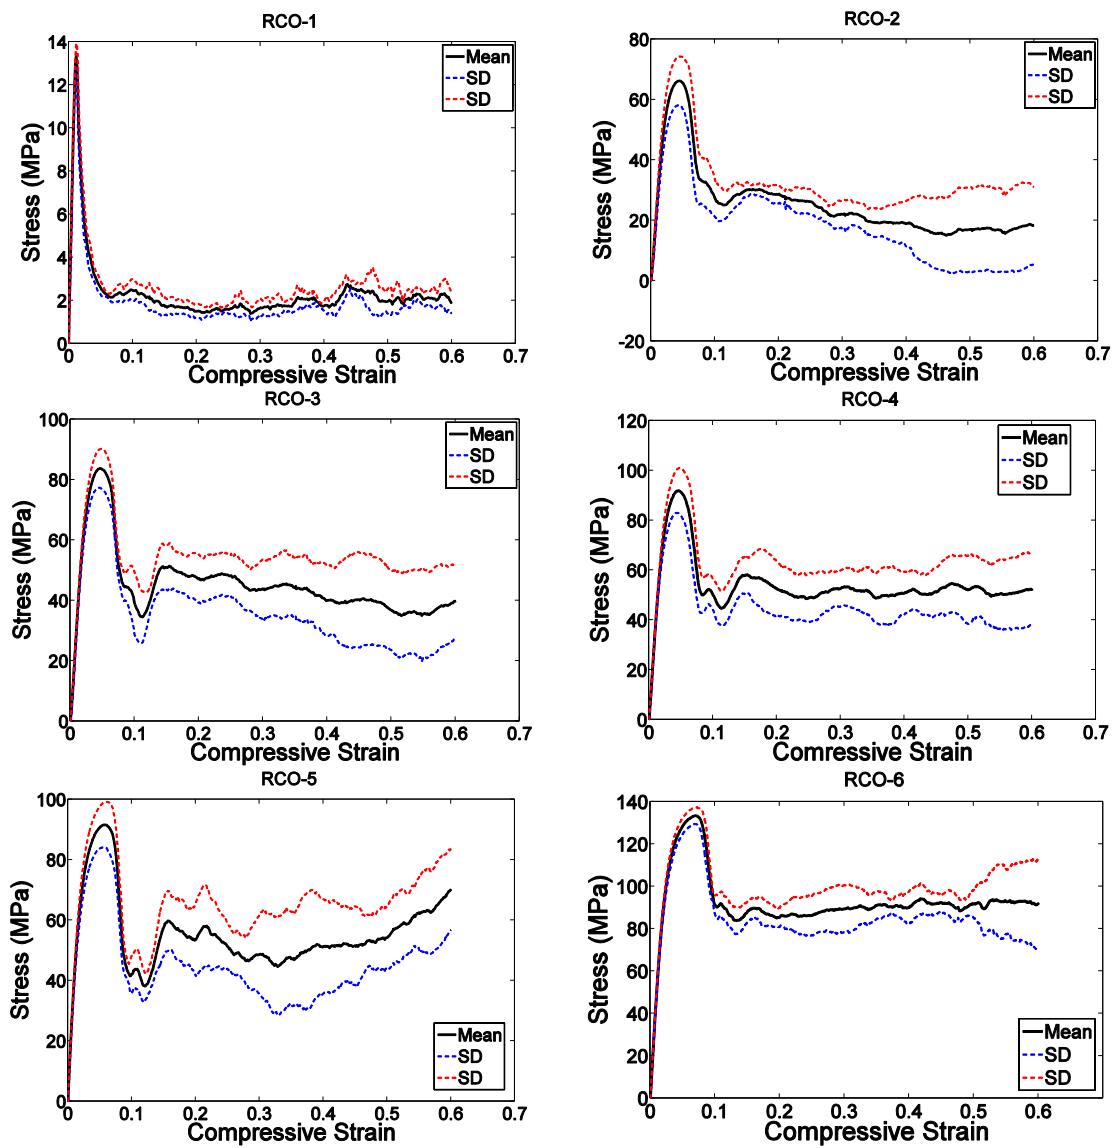 RCO-1
14
12
10
8
6
4
2
0
Stress (MPa)
Mean
SD
SD
0 0.1 0.2 0.3 0.4 0.5 0.6 0.7
Compressive Strain
RCO-2
80
60
40
20
0
-20
Stress (MPa)
Mean
SD
SD
0 0.1 0.2 0.3 0.4 0.5 0.6 0.7
Compressive Strain
RCO-3
100
80
60
40
20
0
Stress (MPa)
Mean
SD
SD
0 0.1 0.2 0.3 0.4 0.5 0.6 0.7
Compressive Strain
RCO-4
120
100
80
60
40
20
0
Stress (MPa)
Mean
SD
SD
0 0.1 0.2 0.3 0.4 0.5 0.6 0.7
Comressive Strain
RCO-5
100
80
60
40
20
0
Stress (MPa)
Mean
SD
SD
0 0.1 0.2 0.3 0.4 0.5 0.6 0.7
Compressive Strain
RCO-6
140
120
100
80
60
40
20
0
Stress (MPa)
Mean
SD
SD
0 0.1 0.2 0.3 0.4 0.5 0.6
Compressive Strain